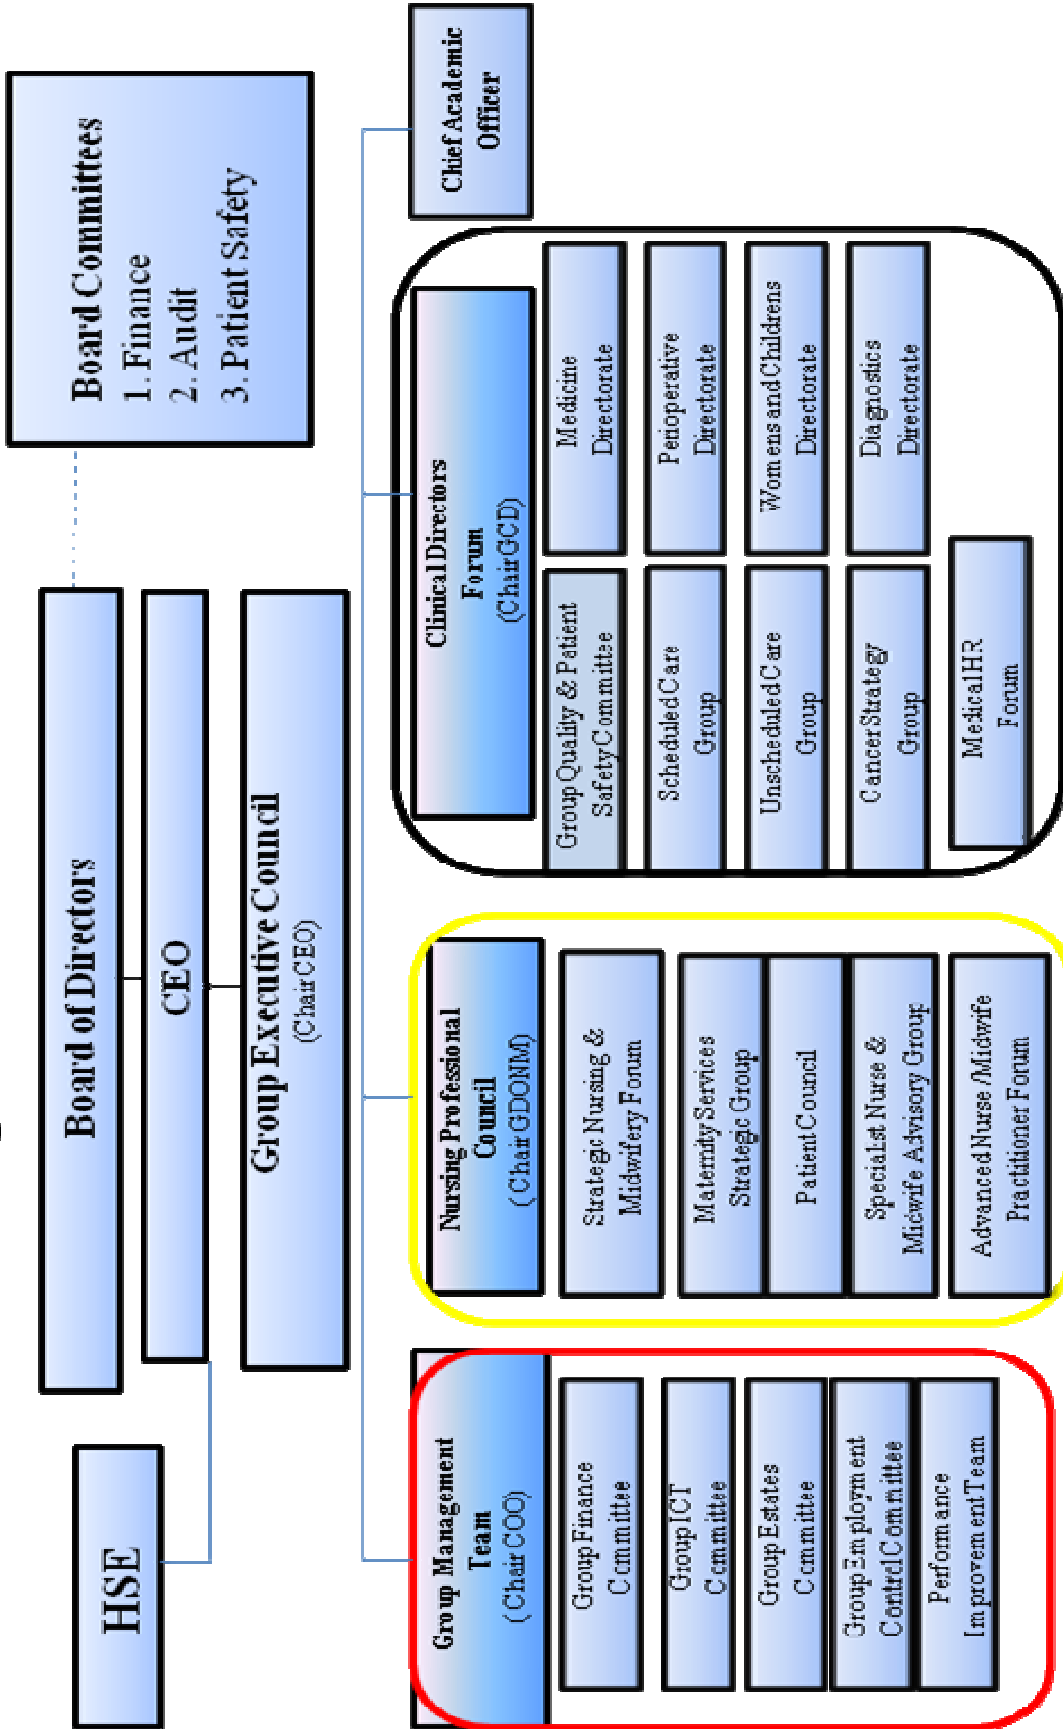 HSE
Board of Directors
CEO
Group Executive Council
(Chair CEO)
Board Committees
1. Finance
2. Audit
3. Patient Safety
Group Management
Team
(Chair COO)
Group Finance
Committee
Group ICT
Committee
Group Estates
Committee
Group Employment
Control Committee
Performance
Improvement Team
Nursing Professional
Council
(Chair GDONM)
Strategic Nursing &
Midwifery Forum
Maternity Services
Strategic Group
Patient Council
Specialist Nurse &
Midwife Advisory Group
Advanced Nurse /Midwife
Practitioner Forum
Clinical Directors
Forum
(Chair GCD)
Group Quality & Patient
Safety Committee
Medicine
Directorate
Scheduled Care
Group
Perioperative
Directorate
Unscheduled Care
Group
Womens and Childrens
Directorate
Cancer Strategy
Group
Diagnostics
Directorate
Medical HR
Forum
Chief Academic
Officer